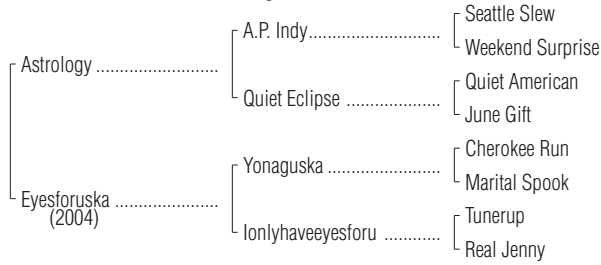 Seattle Slew
A.P. Indy.............................
Weekend Surprise
Astrology ...........................
Quiet American
Quiet Eclipse .....................
June Gift
Cherokee Run
Yonaguska .........................
Marital Spook
Eyesforuska .......................
(2004)
Tunerup
Ionlyhaveeyesforu ............
Real Jenny